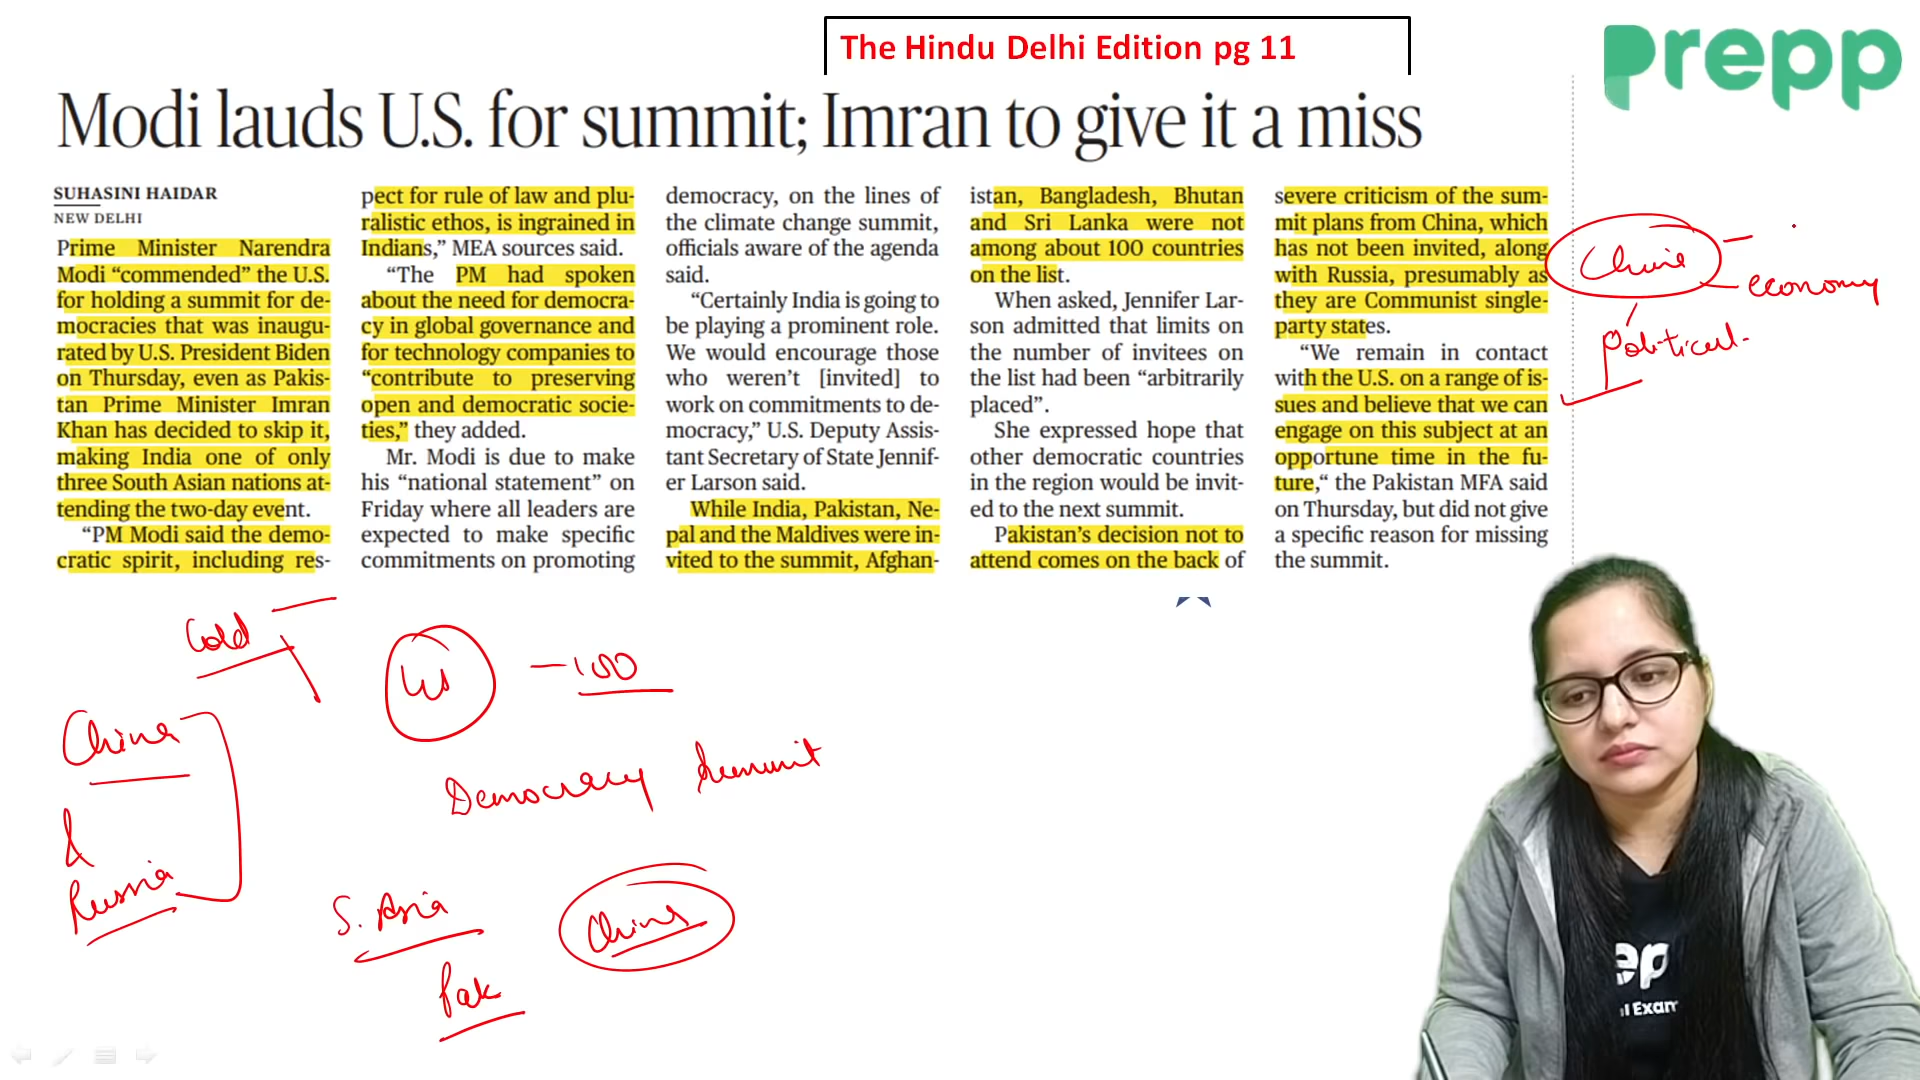 The Hindu Delhi Edition pg 11
prepp
Modi lauds U.S. for summit; Imran to give it a miss
SUHASINI HAIDAR
NEW DELHI
Prime Minister Narendra
Modi “commended” the U.S.
for holding a summit for de-
mocracies that was inaugu-
rated by U.S. President Biden
on Thursday, even as Pakis-
tan Prime Minister Imran
Khan has decided to skip it,
making India one of only
three South Asian nations at-
tending the two-day event.
“PM Modi said the demo-
cratic spirit, including res-
pect for rule of law and plu-
ralistic ethos, is ingrained in
Indians,” MEA sources said.
“The PM had spoken
about the need for democra-
cy in global governance and
for technology companies to
“contribute to preserving
open and democratic socie-
ties,” they added.
Mr. Modi is due to make
his “national statement” on
Friday where all leaders are
expected to make specific
commitments on promoting
democracy, on the lines of
the climate change summit,
officials aware of the agenda
said.
“Certainly India is going to
be playing a prominent role.
We would encourage those
who weren’t [invited] to
work on commitments to de-
mocracy,” U.S. Deputy Assis-
tant Secretary of State Jennif-
er Larson said.
While India, Pakistan, Ne-
pal and the Maldives were in-
vited to the summit, Afghan-
istan, Bangladesh, Bhutan
and Sri Lanka were not
among about 100 countries
on the list.
When asked, Jennifer Lar-
son admitted that limits on
the number of invitees on
the list had been “arbitrarily
placed”.
She expressed hope that
other democratic countries
in the region would be invit-
ed to the next summit.
Pakistan’s decision not to
attend comes on the back of
severe criticism of the sum-
mit plans from China, which
has not been invited, along
with Russia, presumably as
they are Communist single-
party states.
“We remain in contact
with the U.S. on a range of is-
sues and believe that we can
engage on this subject at an
opportune time in the fu-
ture,“ the Pakistan MFA said
on Thursday, but did not give
a specific reason for missing
the summit.
China
economy
Political
Cold
US - 100
China
&
Russia
Democracy Summit
S. Asia
China
Pak
ep
l Exam